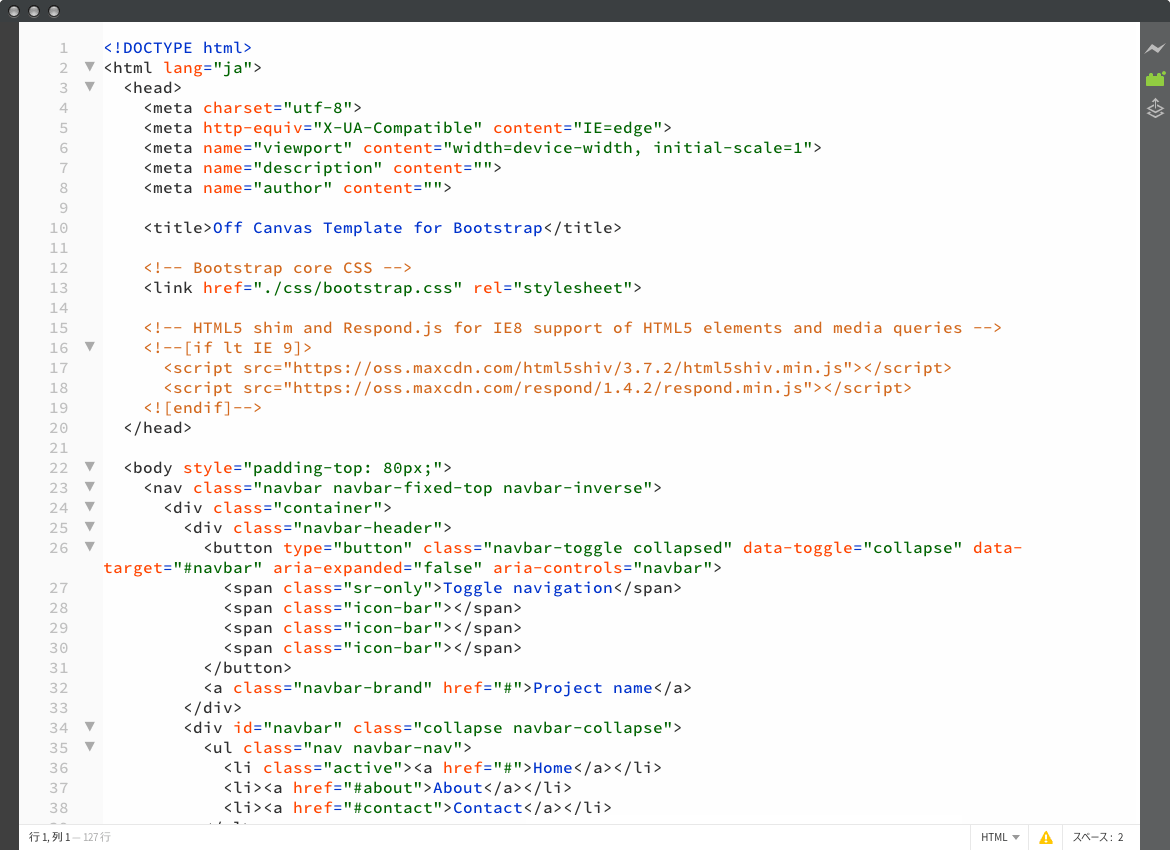 1 <!DOCTYPE html>
2 ▼ <html lang="ja">
3 ▼ <head>
4 <meta charset="utf-8">
5 <meta http-equiv="X-UA-Compatible" content="IE=edge">
6 <meta name="viewport" content="width=device-width, initial-scale=1">
7 <meta name="description" content="">
8 <meta name="author" content="">
9
10 <title>Off Canvas Template for Bootstrap</title>
11
12 <!-- Bootstrap core CSS -->
13 <link href="./css/bootstrap.css" rel="stylesheet">
14
15 <!-- HTML5 shim and Respond.js for IE8 support of HTML5 elements and media queries -->
16 ▼ <!--[if lt IE 9]>
17 <script src="https://oss.maxcdn.com/html5shiv/3.7.2/html5shiv.min.js"></script>
18 <script src="https://oss.maxcdn.com/respond/1.4.2/respond.min.js"></script>
19 <![endif]-->
20 </head>
21
22 ▼ <body style="padding-top: 80px;">
23 ▼ <nav class="navbar navbar-fixed-top navbar-inverse">
24 ▼ <div class="container">
25 ▼ <div class="navbar-header">
26 ▼ <button type="button" class="navbar-toggle collapsed" data-toggle="collapse" data-
target="#navbar" aria-expanded="false" aria-controls="navbar">
27 <span class="sr-only">Toggle navigation</span>
28 <span class="icon-bar"></span>
29 <span class="icon-bar"></span>
30 <span class="icon-bar"></span>
31 </button>
32 <a class="navbar-brand" href="#">Project name</a>
33 </div>
34 ▼ <div id="navbar" class="collapse navbar-collapse">
35 ▼ <ul class="nav navbar-nav">
36 <li class="active"><a href="#">Home</a></li>
37 <li><a href="#about">About</a></li>
38 <li><a href="#contact">Contact</a></li>
行 1, 列 1 — 127 行 HTML ▼ スペース: 2